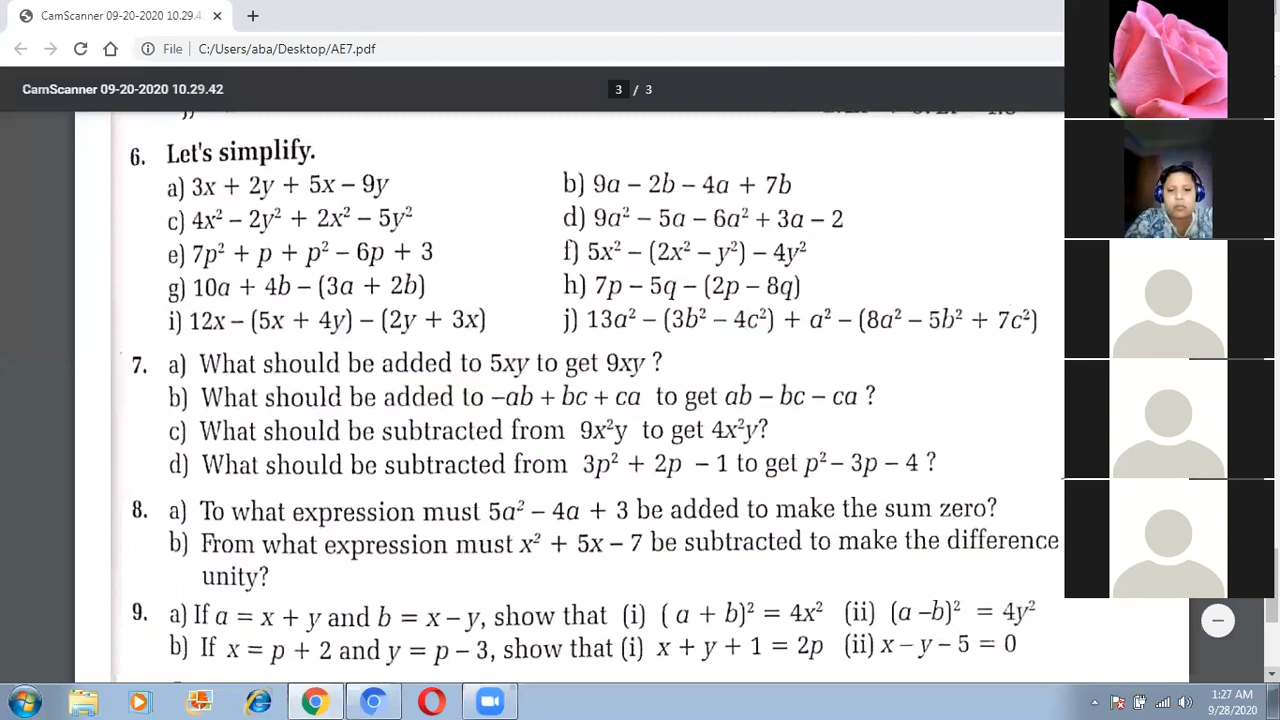 CamScanner 09-20-2020 10.29.4
File C:/Users/aba/Desktop/AE7.pdf
CamScanner 09-20-2020 10.29.42
3 / 3
6. Let's simplify.
a) 3x + 2y + 5x – 9y b) 9a – 2b – 4a + 7b
c) 4x² – 2y² + 2x² – 5y² d) 9a² – 5a – 6a² + 3a – 2
e) 7p² + p + p² – 6p + 3 f) 5x² – (2x² – y²) – 4y²
g) 10a + 4b – (3a + 2b) h) 7p – 5q – (2p – 8q)
i) 12x – (5x + 4y) – (2y + 3x) j) 13a² – (3b² – 4c²) + a² – (8a² – 5b² + 7c²)
7. a) What should be added to 5xy to get 9xy ?
b) What should be added to –ab + bc + ca to get ab – bc – ca ?
c) What should be subtracted from 9x²y to get 4x²y?
d) What should be subtracted from 3p² + 2p – 1 to get p² – 3p – 4 ?
8. a) To what expression must 5a² – 4a + 3 be added to make the sum zero?
b) From what expression must x² + 5x – 7 be subtracted to make the difference
unity?
9. a) If a = x + y and b = x – y, show that (i) ( a + b)² = 4x² (ii) (a –b)² = 4y²
b) If x = p + 2 and y = p – 3, show that (i) x + y + 1 = 2p (ii) x – y – 5 = 0
1:27 AM
9/28/2020